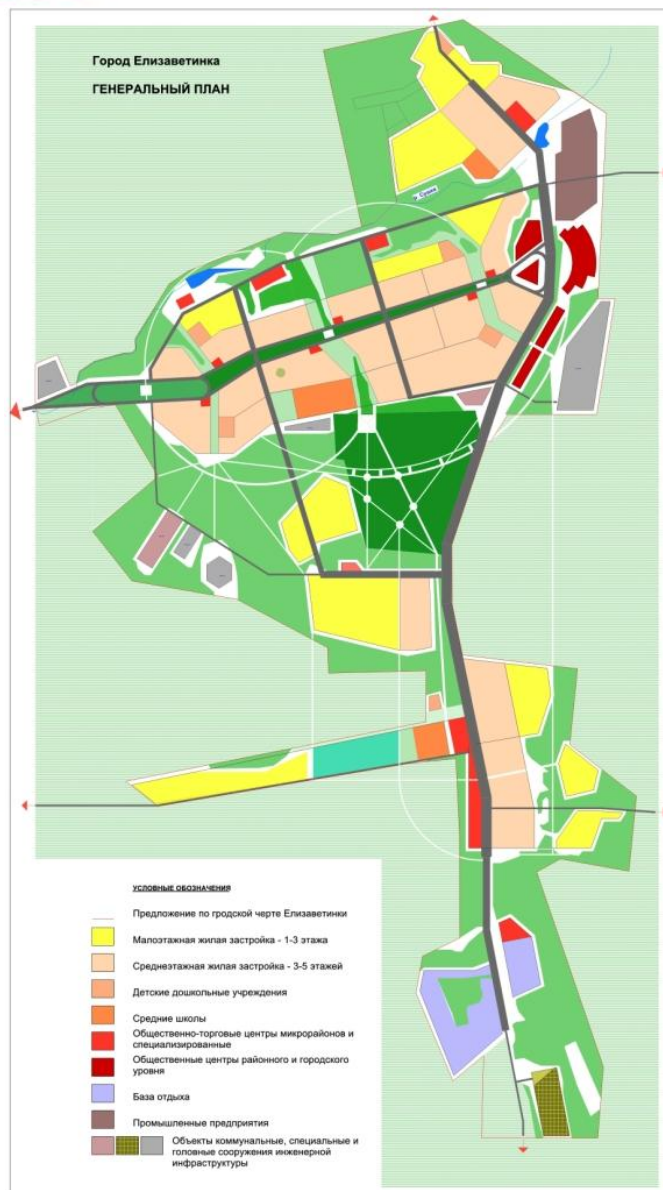 Город Елизаветинка
ГЕНЕРАЛЬНЫЙ ПЛАН
р. Сухая
УСЛОВНЫЕ ОБОЗНАЧЕНИЯ
Предложение по гродской черте Елизаветинки
Малоэтажная жилая застройка - 1-3 этажа
Среднеэтажная жилая застройка - 3-5 этажей
Детские дошкольные учреждения
Средние школы
Общественно-торговые центры микрорайонов и
специализированные
Общественные центры районного и городского
уровня
База отдыха
Промышленные предприятия
Объекты коммунальные, специальные и
головные сооружения инженерной
инфраструктуры